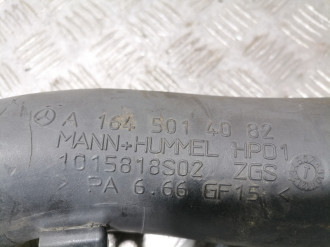 A 164 501 40 82
MANN+HUMMEL HP01
1015818S02 ZGS
> PA 6.66 GF15 <